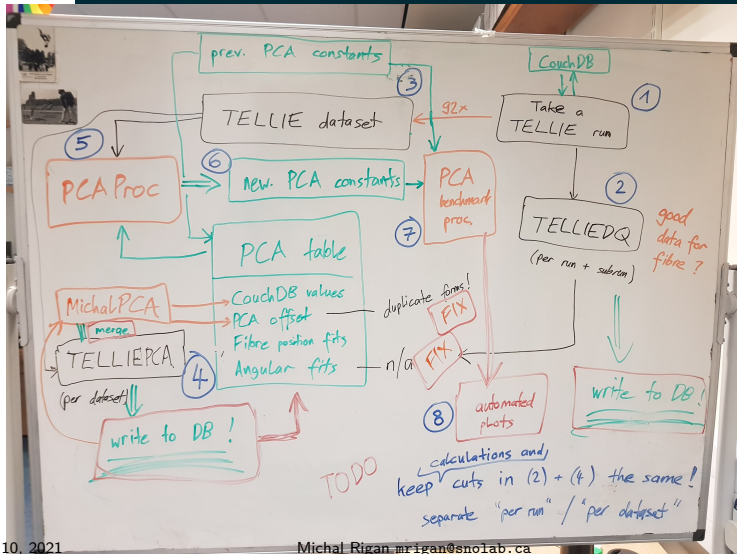 prev. PCA constants
CouchDB
3
1
92x
Take a
TELLIE run
TELLIE dataset
5
6
PCA Proc
new. PCA constants
PCA
benchmark
proc.
7
2
TELLIEDQ
(per run + subrun)
good
data for
fibre ?
PCA table
CouchDB values
PCA offset
Fibre position fits
Angular fits
duplicate forms!
FIX
n/a
FIX
MichalPCA
merge
TELLIEPCA
(per dataset)
4
write to DB !
8
automated
plots
write to DB !
TODO
calculations and
keep cuts in (2) + (4) the same !
separate "per run" / "per dataset"
10, 2021
Michal Rigan mrigan@snolab.ca